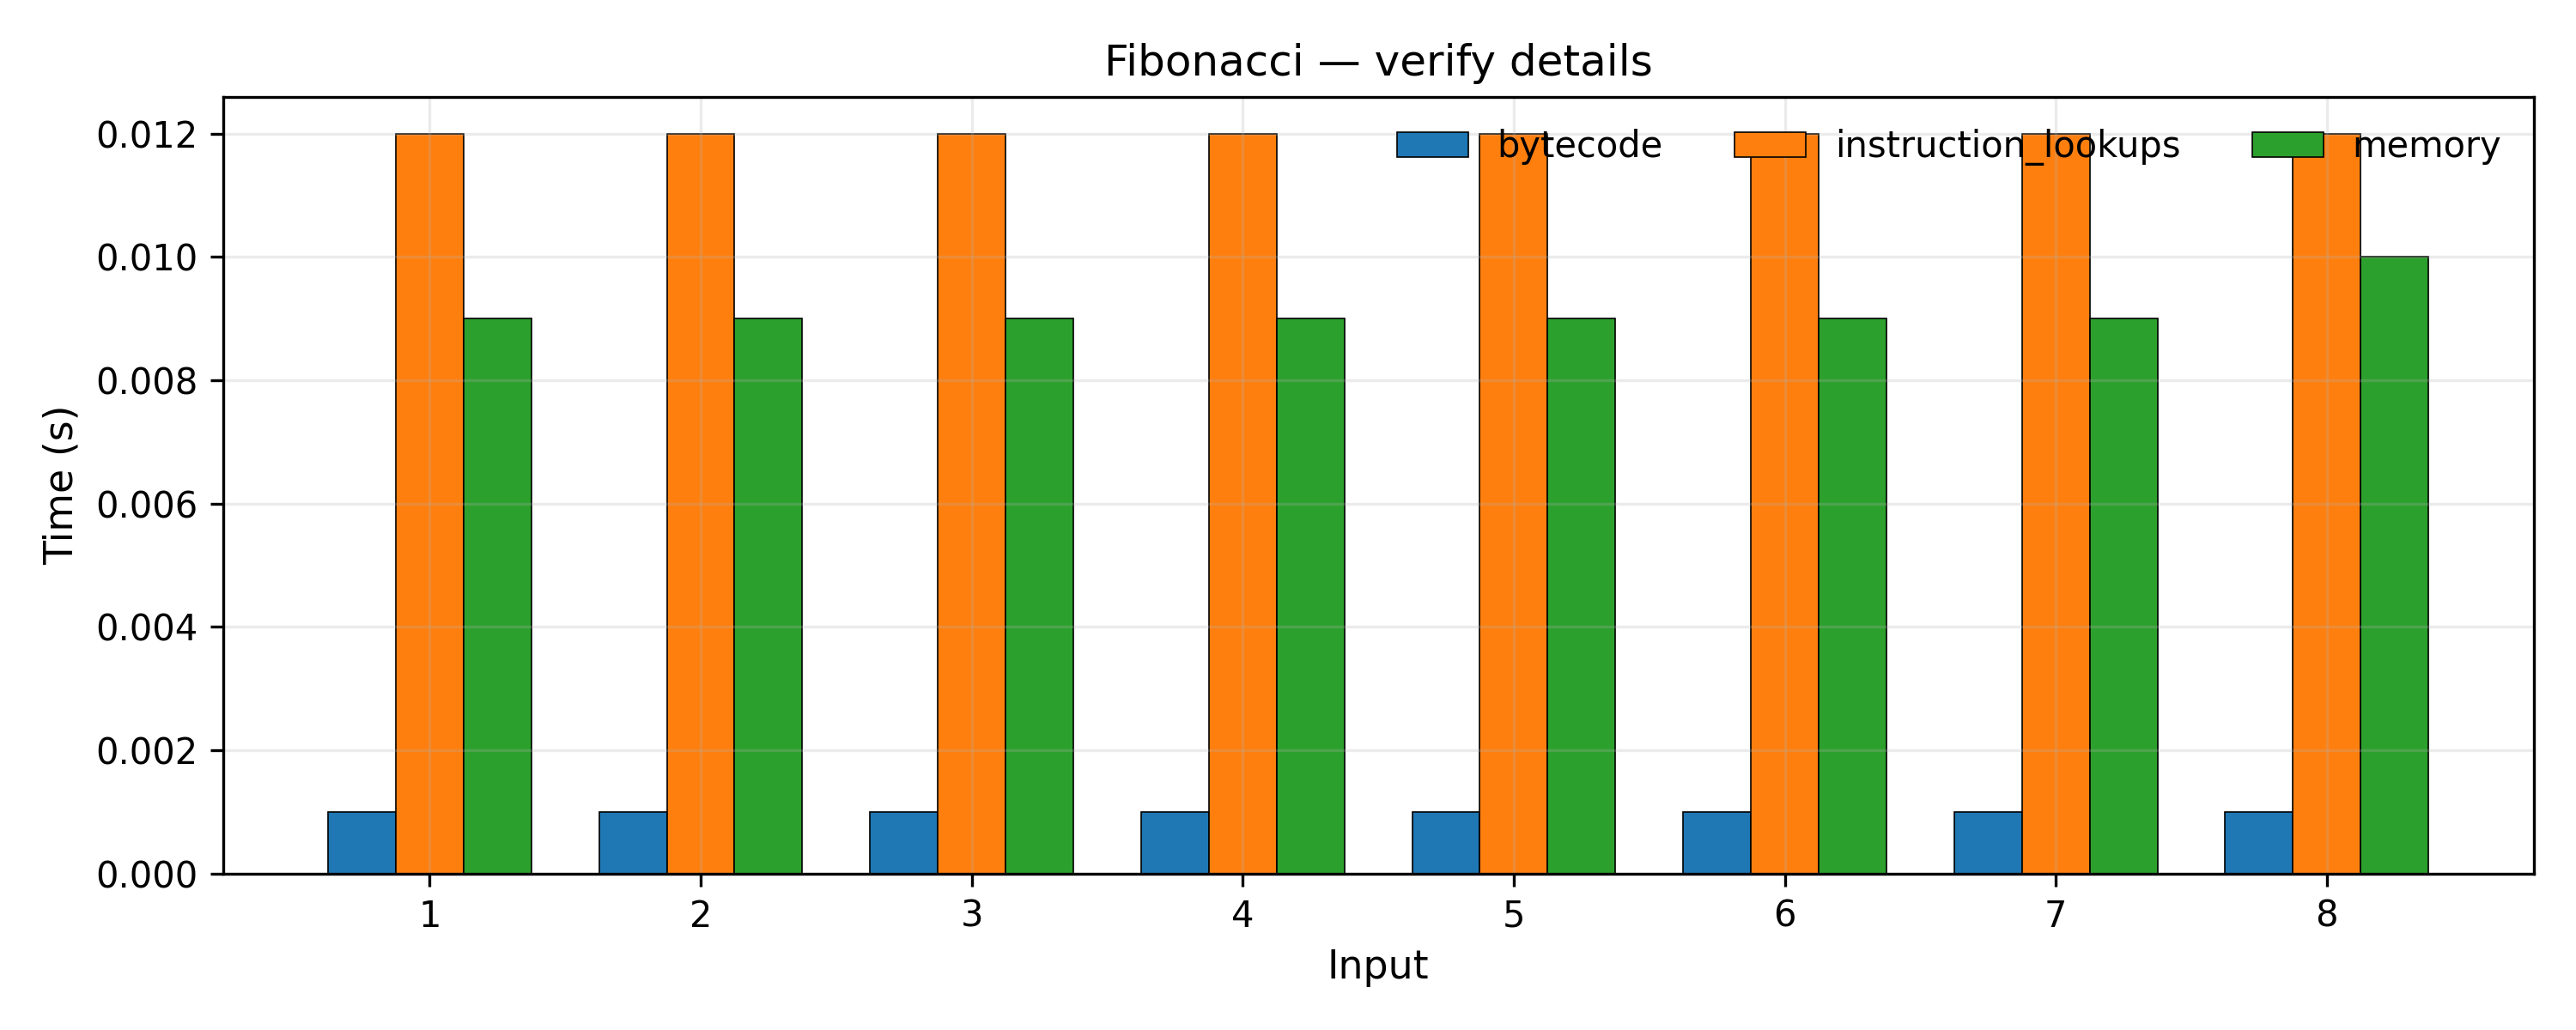 Fibonacci — verify details
bytecode instruction_lookups memory
Time (s)
0.012
0.010
0.008
0.006
0.004
0.002
0.000
1 2 3 4 5 6 7 8
Input